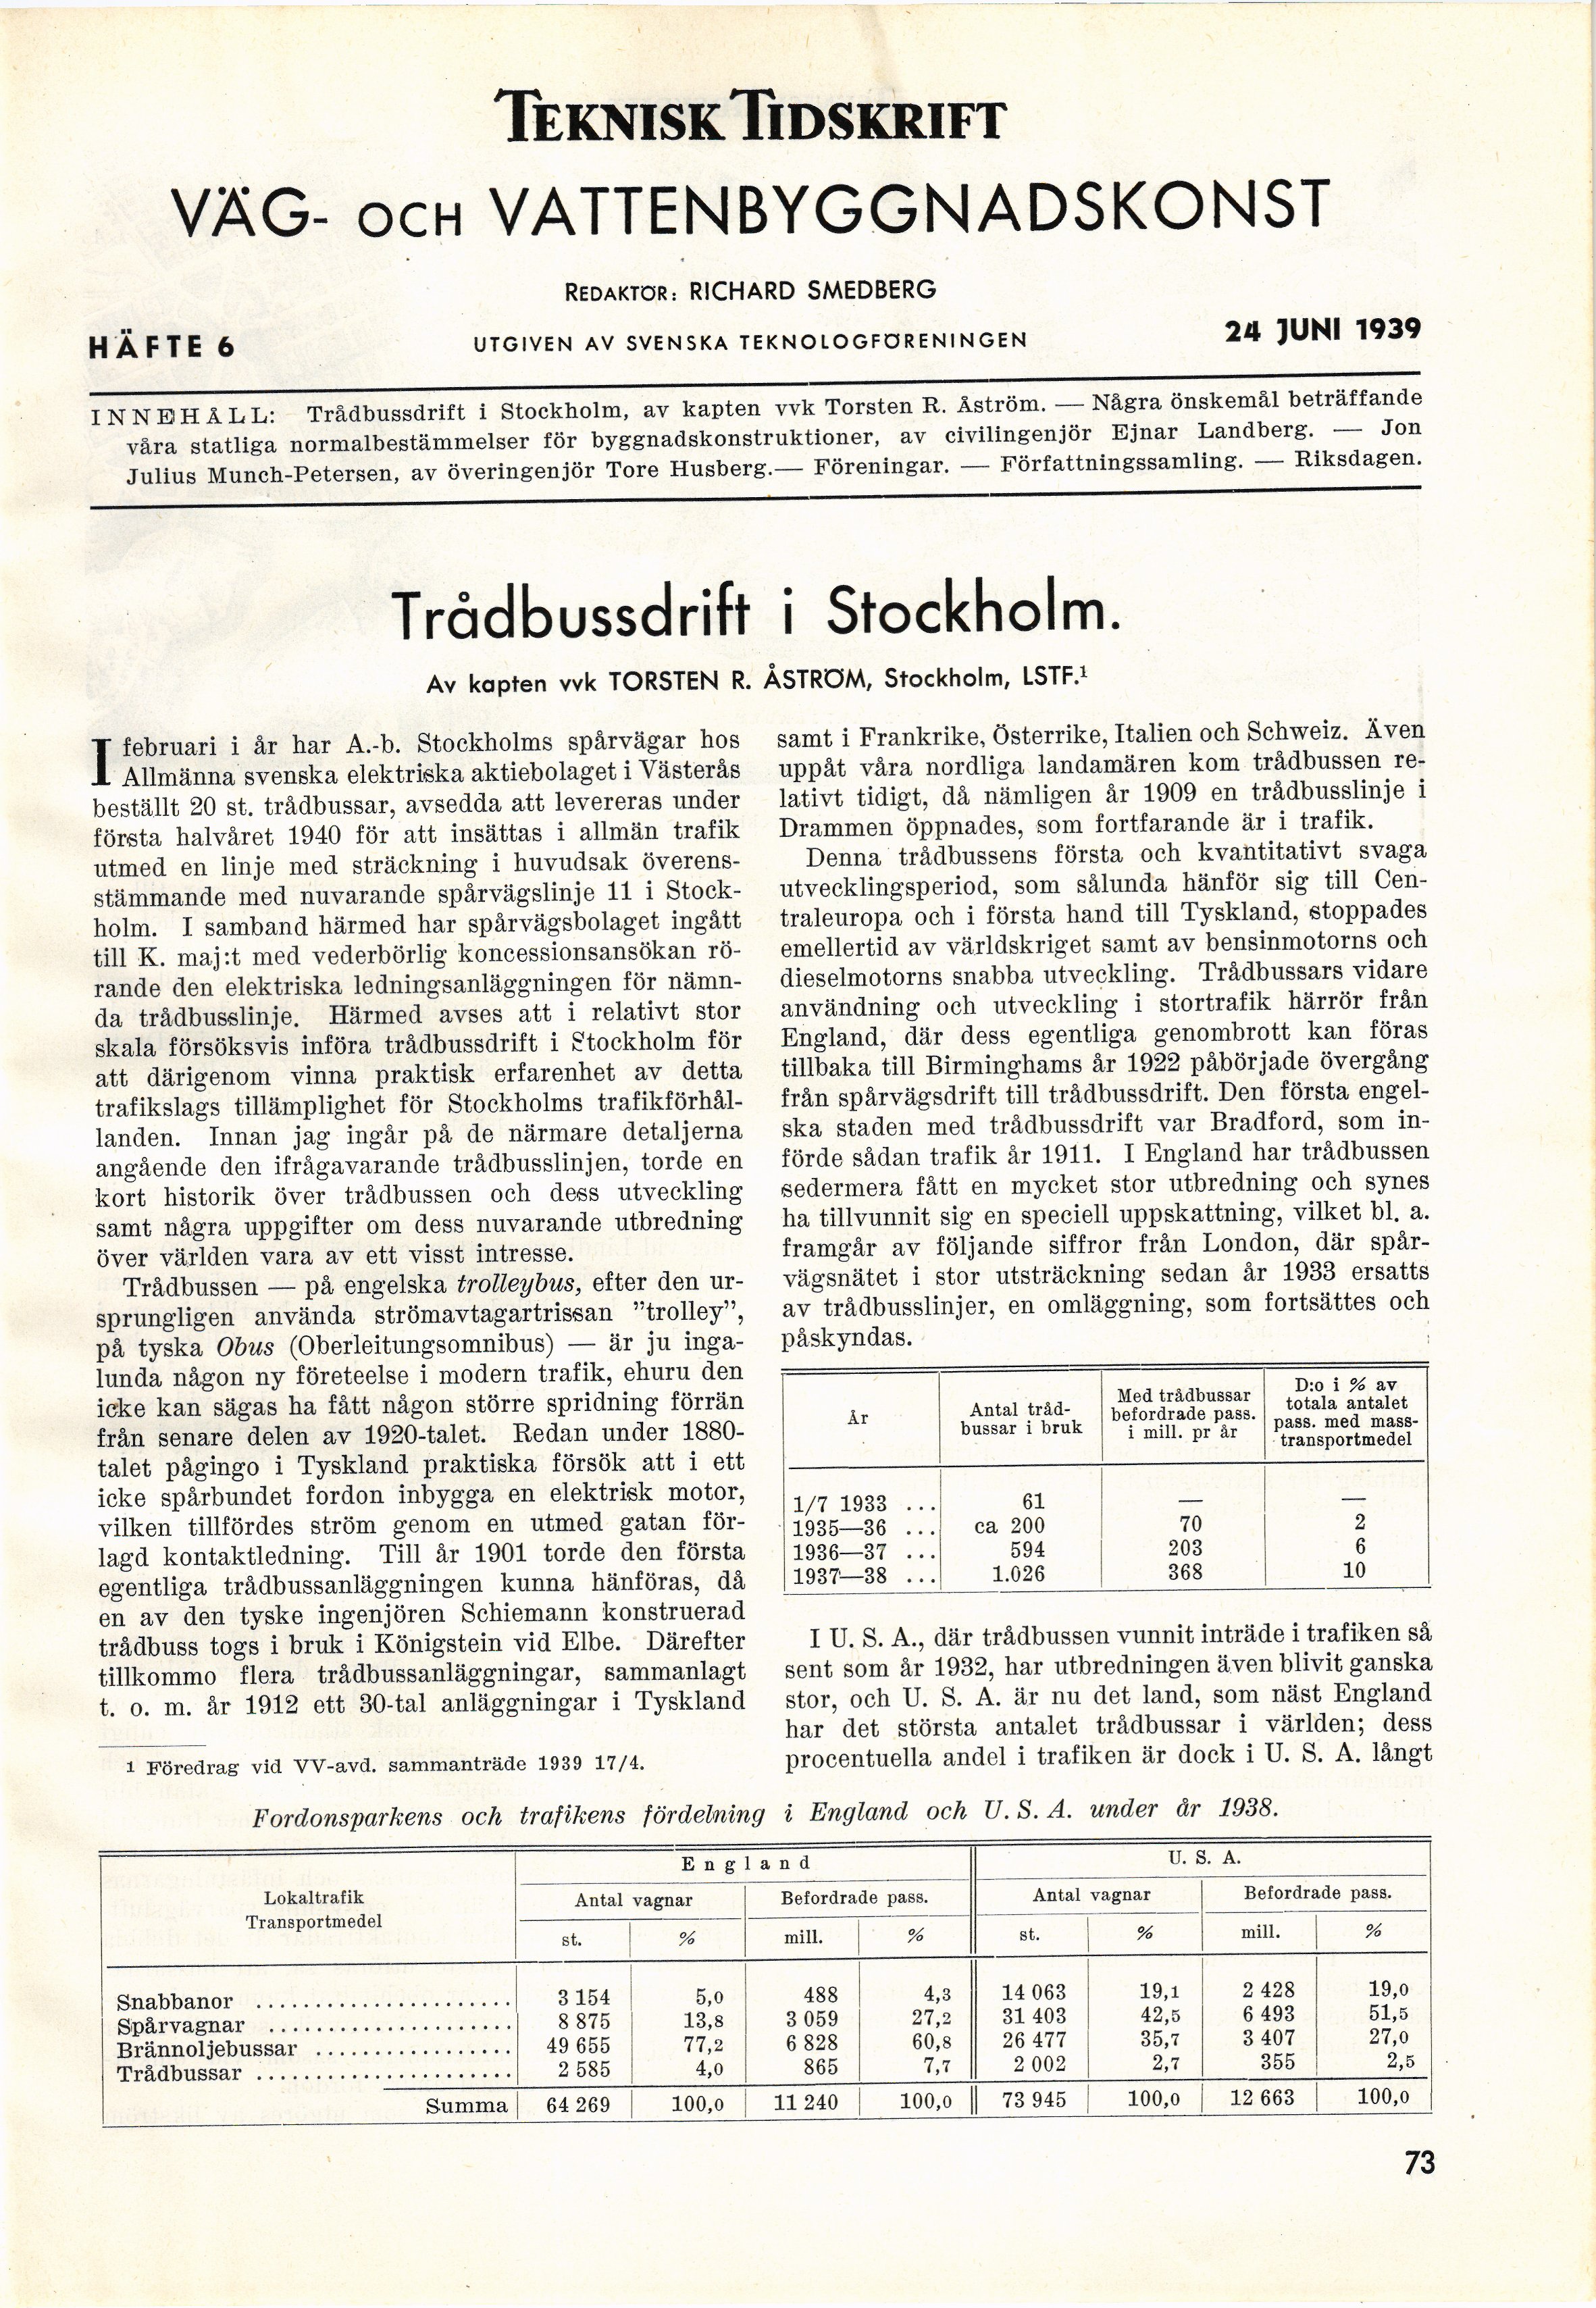 TEKNISK TIDSKRIFT
VÄG- OCH VATTENBYGGNADSKONST
REDAKTÖR: RICHARD SMEDBERG
HÄFTE 6 UTGIVEN AV SVENSKA TEKNOLOGFÖRENINGEN 24 JUNI 1939
INNEHÅLL: Trådbussdrift i Stockholm, av kapten vvk Torsten R. Åström. — Några önskemål beträffande
våra statliga normalbestämmelser för byggnadskonstruktioner, av civilingenjör Ejnar Landberg. — Jon
Julius Munch-Petersen, av överingenjör Tore Husberg.— Föreningar. — Författningssamling. — Riksdagen.
Trådbussdrift i Stockholm.
Av kapten vvk TORSTEN R. ÅSTRÖM, Stockholm, LSTF.¹
I februari i år har A.-b. Stockholms spårvägar hos
Allmänna svenska elektriska aktiebolaget i Västerås
beställt 20 st. trådbussar, avsedda att levereras under
första halvåret 1940 för att insättas i allmän trafik
utmed en linje med sträckning i huvudsak överens-
stämmande med nuvarande spårvägslinje 11 i Stock-
holm. I samband härmed har spårvägsbolaget ingått
till K. maj:t med vederbörlig koncessionsansökan rö-
rande den elektriska ledningsanläggningen för nämn-
da trådbusslinje. Härmed avses att i relativt stor
skala försöksvis införa trådbussdrift i Stockholm för
att därigenom vinna praktisk erfarenhet av detta
trafikslags tillämplighet för Stockholms trafikförhål-
landen. Innan jag ingår på de närmare detaljerna
angående den ifrågavarande trådbusslinjen, torde en
kort historik över trådbussen och dess utveckling
samt några uppgifter om dess nuvarande utbredning
över världen vara av ett visst intresse.
Trådbussen — på engelska trolleybus, efter den ur-
sprungligen använda strömavtagartrissan ”trolley”,
på tyska Obus (Oberleitungsomnibus) — är ju inga-
lunda någon ny företeelse i modern trafik, ehuru den
icke kan sägas ha fått någon större spridning förrän
från senare delen av 1920-talet. Redan under 1880-
talet pågingo i Tyskland praktiska försök att i ett
icke spårbundet fordon inbygga en elektrisk motor,
vilken tillfördes ström genom en utmed gatan för-
lagd kontaktledning. Till år 1901 torde den första
egentliga trådbussanläggningen kunna hänföras, då
en av den tyske ingenjören Schiemann konstruerad
trådbuss togs i bruk i Königstein vid Elbe. Därefter
tillkommo flera trådbussanläggningar, sammanlagt
t. o. m. år 1912 ett 30-tal anläggningar i Tyskland
¹ Föredrag vid VV-avd. sammanträde 1939 17/4.
samt i Frankrike, Österrike, Italien och Schweiz. Även
uppåt våra nordliga landamären kom trådbussen re-
lativt tidigt, då nämligen år 1909 en trådbusslinje i
Drammen öppnades, som fortfarande är i trafik.
Denna trådbussens första och kvantitativt svaga
utvecklingsperiod, som sålunda hänför sig till Cen-
traleuropa och i första hand till Tyskland, stoppades
emellertid av världskriget samt av bensinmotorns och
dieselmotorns snabba utveckling. Trådbussars vidare
användning och utveckling i stortrafik härrör från
England, där dess egentliga genombrott kan föras
tillbaka till Birminghams år 1922 påbörjade övergång
från spårvägsdrift till trådbussdrift. Den första engel-
ska staden med trådbussdrift var Bradford, som in-
förde sådan trafik år 1911. I England har trådbussen
sedermera fått en mycket stor utbredning och synes
ha tillvunnit sig en speciell uppskattning, vilket bl. a.
framgår av följande siffror från London, där spår-
vägsnätet i stor utsträckning sedan år 1933 ersatts
av trådbusslinjer, en omläggning, som fortsättes och
påskyndas.
D:o i % av
Med trådbussar totala antalet
År Antal tråd- befordrade pass. pass. med mass-
bussar i bruk i mill. pr år transportmedel
1/7 1933 ... 61 — —
1935—36 ... ca 200 70 2
1936—37 ... 594 203 6
1937—38 ... 1.026 368 10
I U. S. A., där trådbussen vunnit inträde i trafiken så
sent som år 1932, har utbredningen även blivit ganska
stor, och U. S. A. är nu det land, som näst England
har det största antalet trådbussar i världen; dess
procentuella andel i trafiken är dock i U. S. A. långt
Fordonsparkens och trafikens fördelning i England och U. S. A. under år 1938.
England U. S. A.
Lokaltrafik Antal vagnar Befordrade pass. Antal vagnar Befordrade pass.
Transportmedel st. % mill. % st. % mill. %
Snabbanor ...................... 3 154 5,0 488 4,3 14 063 19,1 2 428 19,0
Spårvagnar ..................... 8 875 13,8 3 059 27,2 31 403 42,5 6 493 51,5
Brännoljebussar ................. 49 655 77,2 6 828 60,8 26 477 35,7 3 407 27,0
Trådbussar ...................... 2 585 4,0 865 7,7 2 002 2,7 355 2,5
Summa 64 269 100,0 11 240 100,0 73 945 100,0 12 663 100,0
73